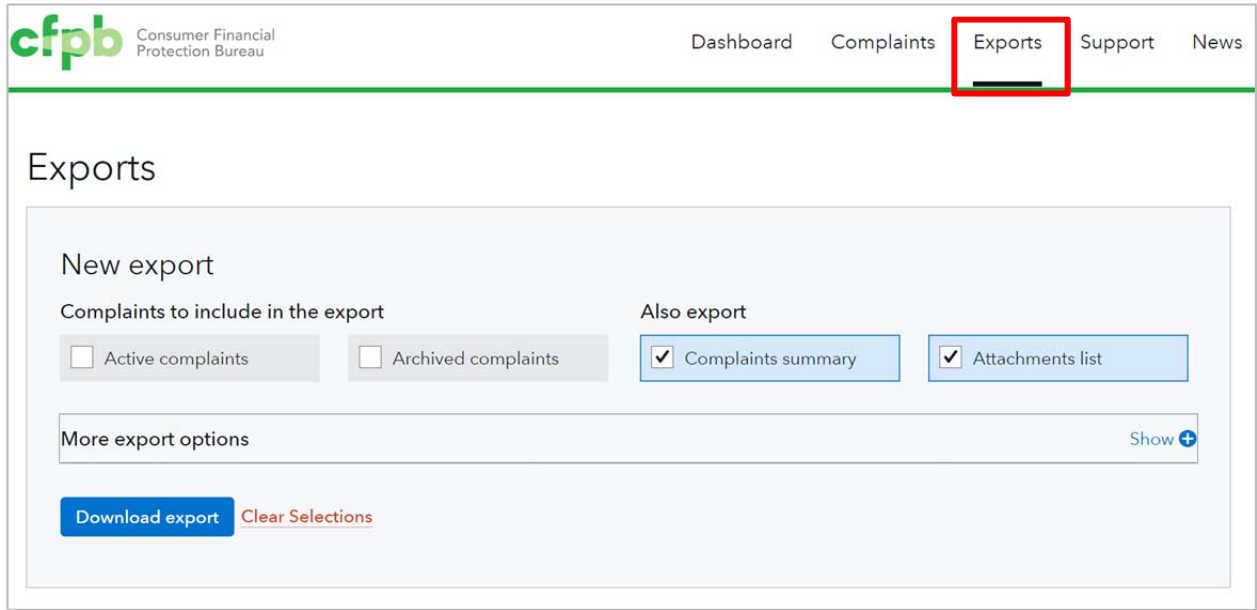 cfpb Consumer Financial
Protection Bureau
Dashboard Complaints Exports Support News
Exports
New export
Complaints to include in the export Also export
Active complaints Archived complaints Complaints summary Attachments list
More export options Show
Download export Clear Selections